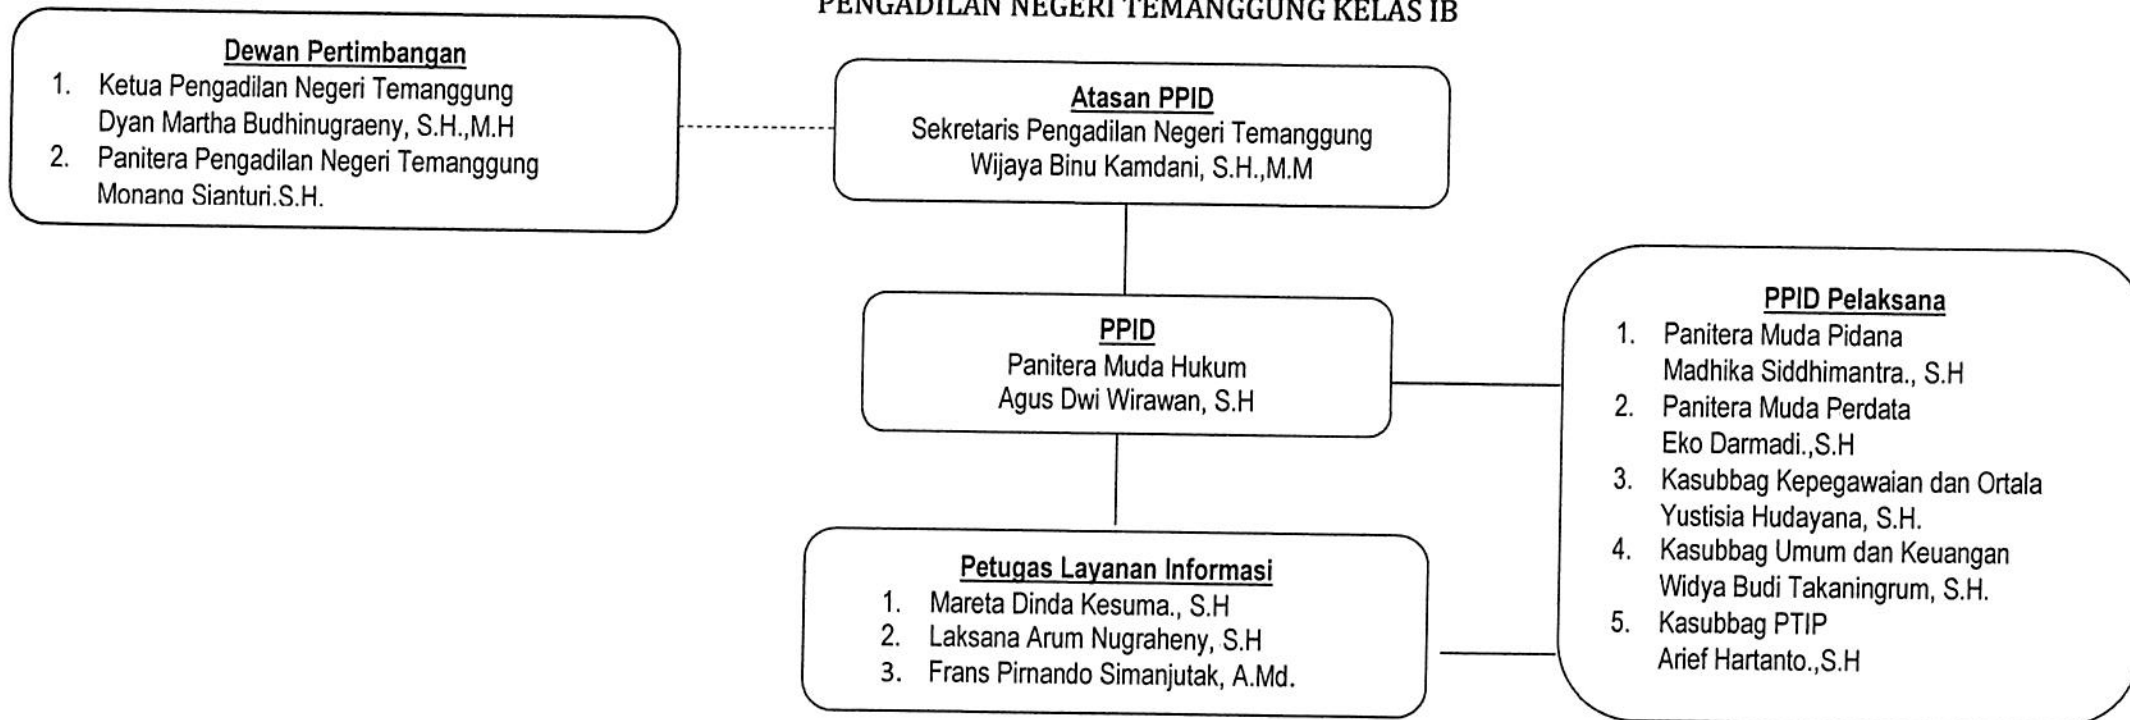 PENGADILAN NEGERI TEMANGGUNG KELAS IB
Dewan Pertimbangan
1. Ketua Pengadilan Negeri Temanggung
Dyan Martha Budhinugraeny, S.H.,M.H
2. Panitera Pengadilan Negeri Temanggung
Monang Sianturi.S.H.
Atasan PPID
Sekretaris Pengadilan Negeri Temanggung
Wijaya Binu Kamdani, S.H.,M.M
PPID
Panitera Muda Hukum
Agus Dwi Wirawan, S.H
PPID Pelaksana
1. Panitera Muda Pidana
Madhika Siddhimantra., S.H
2. Panitera Muda Perdata
Eko Darmadi.,S.H
3. Kasubbag Kepegawaian dan Ortala
Yustisia Hudayana, S.H.
4. Kasubbag Umum dan Keuangan
Widya Budi Takaningrum, S.H.
5. Kasubbag PTIP
Arief Hartanto.,S.H
Petugas Layanan Informasi
1. Mareta Dinda Kesuma., S.H
2. Laksana Arum Nugraheny, S.H
3. Frans Pirnando Simanjutak, A.Md.